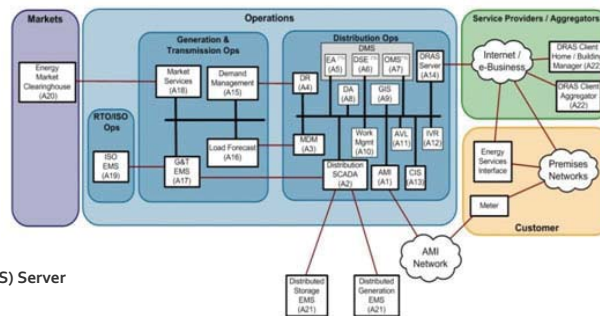 Markets
Operations
Service Providers / Aggregators
Generation &
Transmission Ops
Distribution Ops
DMS
EA
(A5)
DSE
(A6)
OMS
(A7)
DRAS
Server
(A14)
Internet /
e-Business
DRAS Client
Home / Building
Manager (A22)
DRAS Client
Aggregator
(A22)
Energy
Market
Clearinghouse
(A20)
Market
Services
(A18)
Demand
Management
(A15)
DR
(A4)
DA
(A8)
GIS
(A9)
RTO/ISO
Ops
ISO
EMS
(A19)
G&T
EMS
(A17)
Load Forecast
(A16)
MDM
(A3)
Work
Mgmt
(A10)
AVL
(A11)
IVR
(A12)
Distribution
SCADA
(A2)
AMI
(A1)
CIS
(A13)
Energy
Services
Interface
Premises
Networks
Meter
Customer
AMI
Network
S) Server
Distributed
Storage
EMS
(A21)
Distributed
Generation
EMS
(A21)